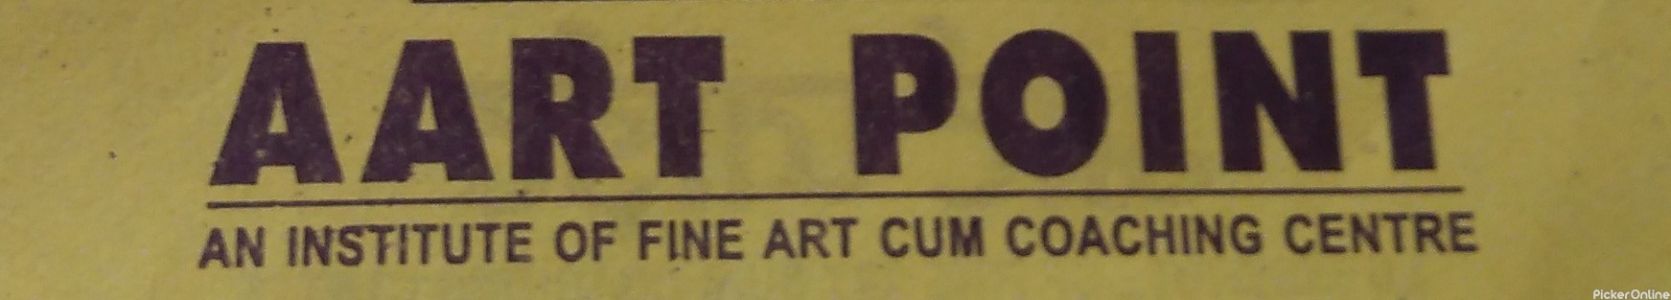 AART POINT
AN INSTITUTE OF FINE ART CUM COACHING CENTRE
PickerOnline